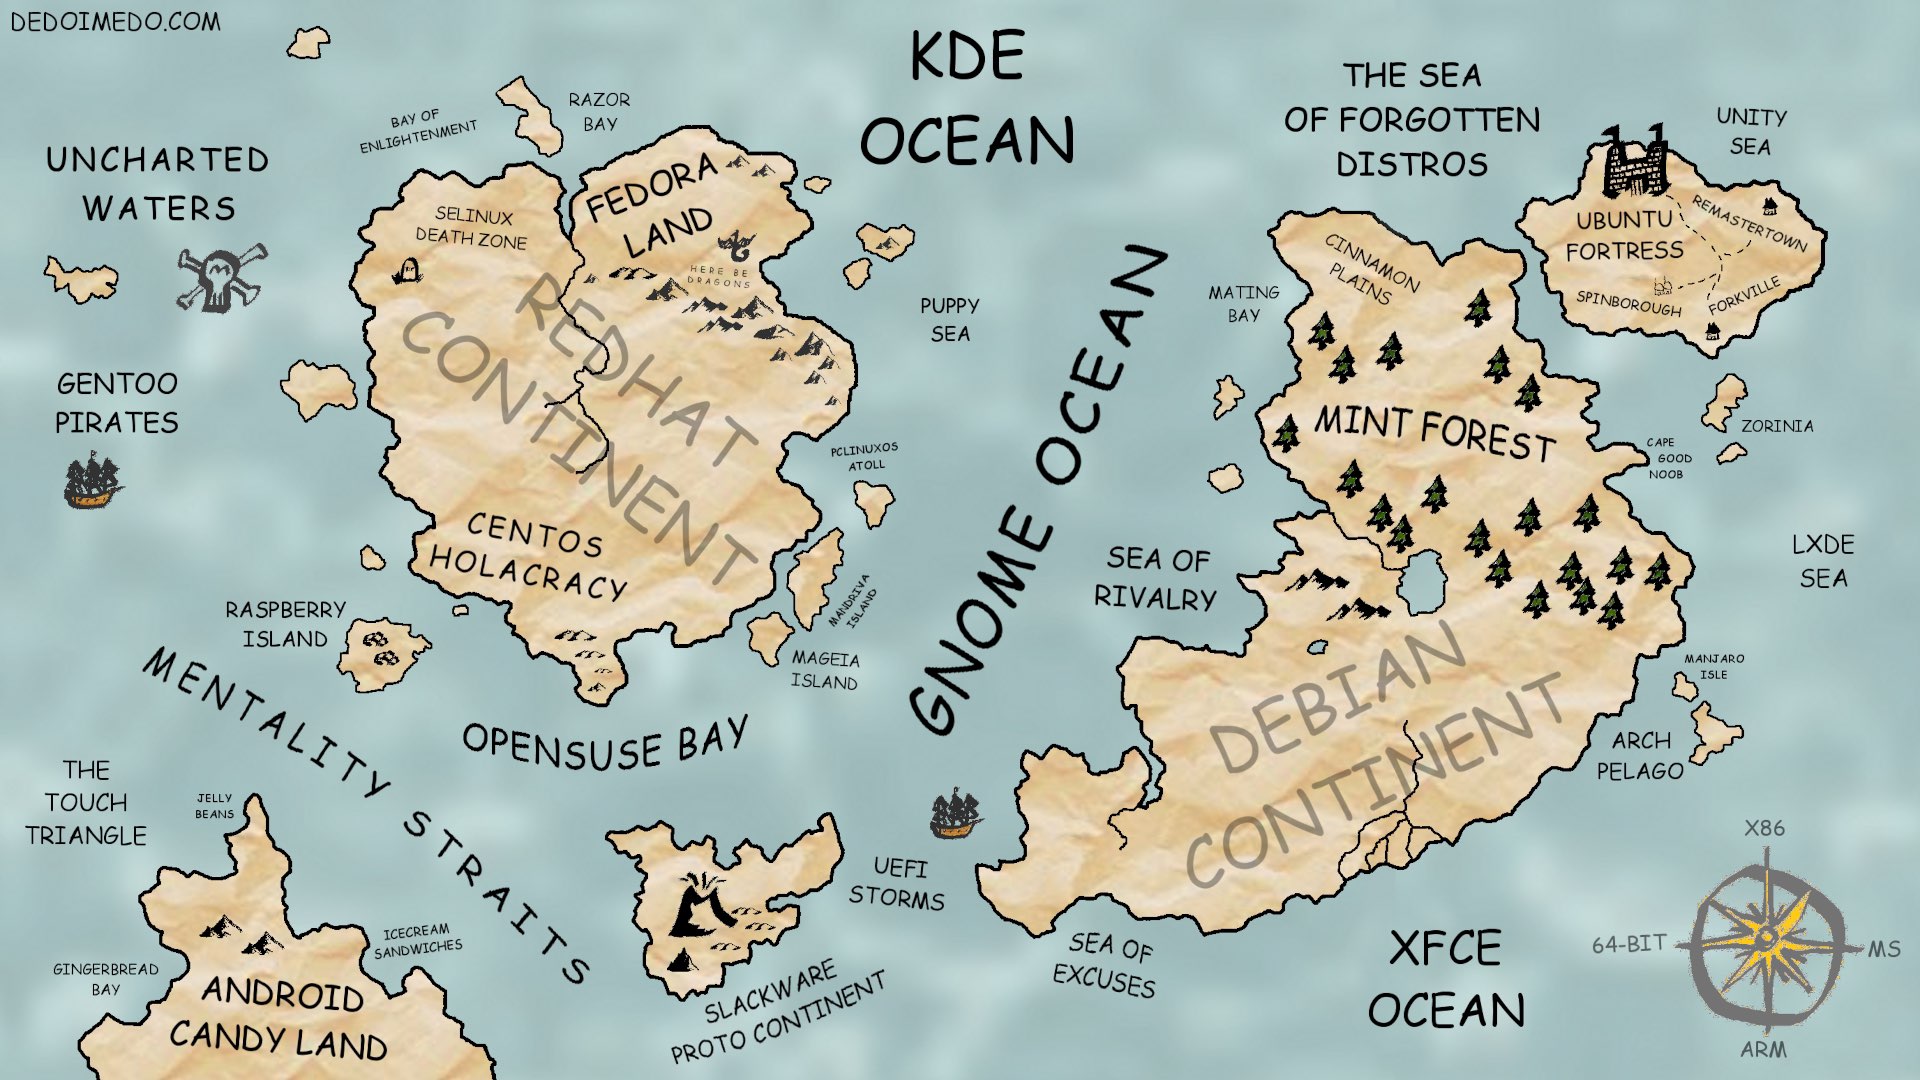 DEDOIMEDO.COM
KDE
OCEAN
THE SEA
OF FORGOTTEN
DISTROS
UNITY
SEA
BAY OF
ENLIGHTENMENT
RAZOR
BAY
UNCHARTED
WATERS
FEDORA
LAND
SELINUX
DEATH ZONE
HERE BE
DRAGONS
REDHAT
CONTINENT
UBUNTU
FORTRESS
REMASTERTOWN
SPINBOROUGH
FORKVILLE
CINNAMON
PLAINS
MATING
BAY
PUPPY
SEA
GNOME OCEAN
GENTOO
PIRATES
MINT FOREST
ZORINIA
CAPE
GOOD
NOOB
PCLINUXOS
ATOLL
CENTOS
HOLACRACY
SEA OF
RIVALRY
LXDE
SEA
MANDRIVA
ISLAND
RASPBERRY
ISLAND
MAGEIA
ISLAND
MENTALITY STRAITS
OPENSUSE BAY
DEBIAN
CONTINENT
MANJARO
ISLE
ARCH
PELAGO
THE
TOUCH
TRIANGLE
JELLY
BEANS
UEFI
STORMS
ICECREAM
SANDWICHES
GINGERBREAD
BAY
ANDROID
CANDY LAND
SLACKWARE
PROTO CONTINENT
SEA OF
EXCUSES
XFCE
OCEAN
X86
64-BIT
MS
ARM